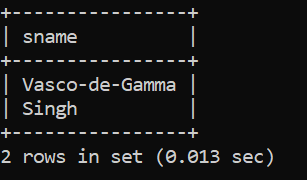 +----------------+
| sname          |
+----------------+
| Vasco-de-Gamma |
| Singh          |
+----------------+
2 rows in set (0.013 sec)